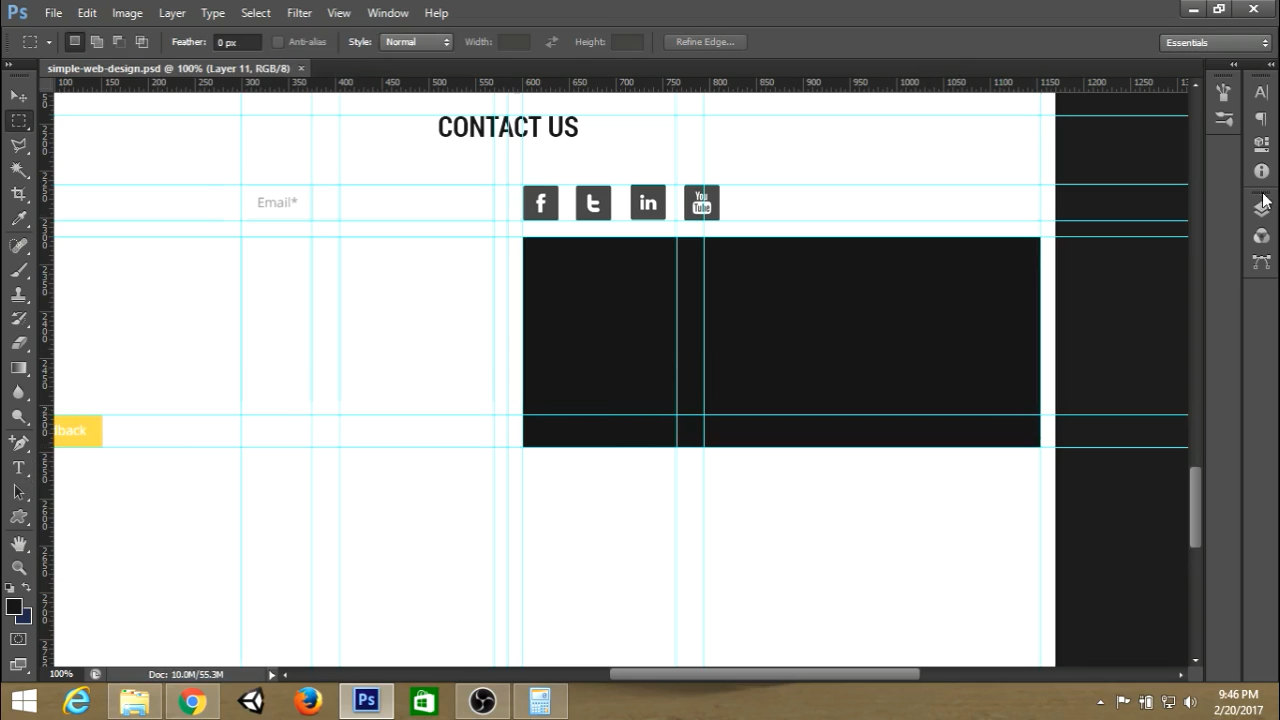 Ps File Edit Image Layer Type Select Filter View Window Help
Feather: 0 px Anti-alias Style: Normal Width: Height: Refine Edge... Essentials
simple-web-design.psd @ 100% (Layer 11, RGB/8) ×
100 150 200 250 300 350 400 450 500 550 600 650 700 750 800 850 900 950 1000 1050 1100 1150 1200 1250
CONTACT US
Email*
f t in You Tube
lback
100% Doc: 10.0M/55.3M
Ps
9:46 PM
2/20/2017